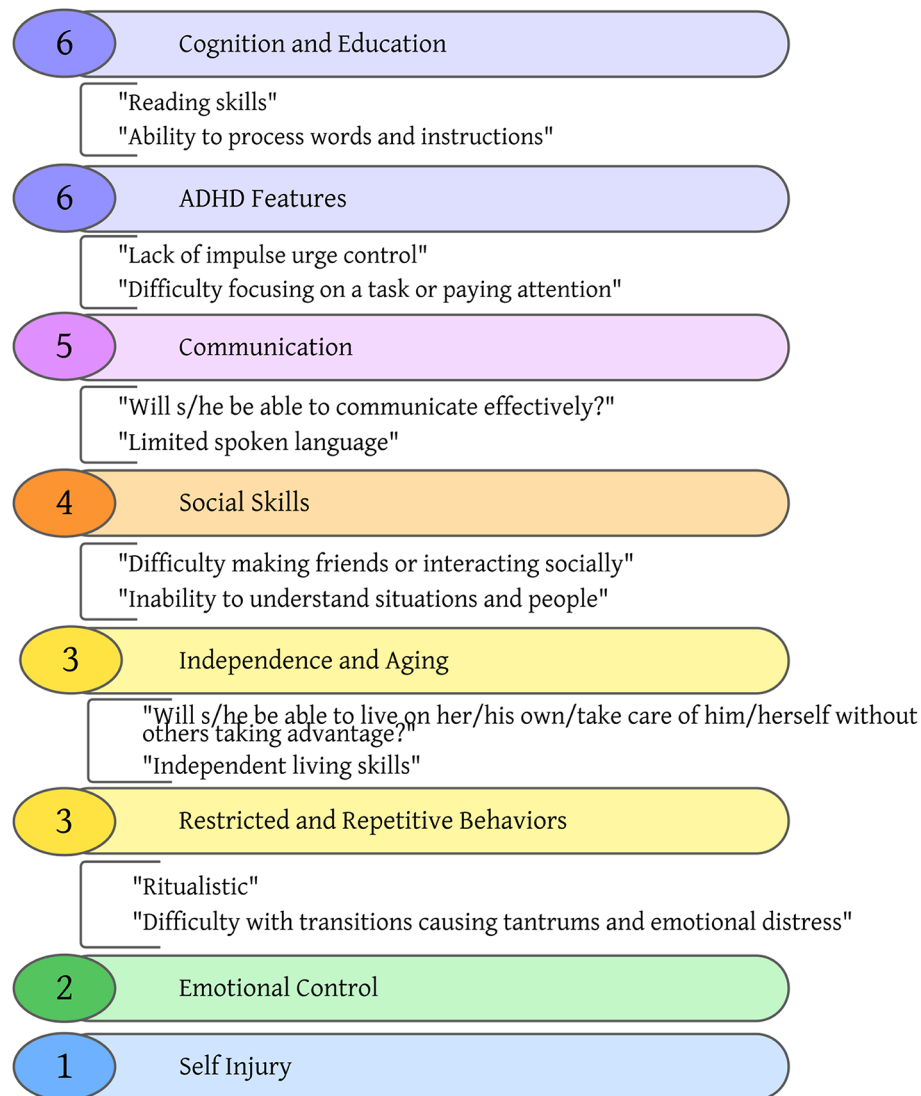 6 Cognition and Education
"Reading skills"
"Ability to process words and instructions"
6 ADHD Features
"Lack of impulse urge control"
"Difficulty focusing on a task or paying attention"
5 Communication
"Will s/he be able to communicate effectively?"
"Limited spoken language"
4 Social Skills
"Difficulty making friends or interacting socially"
"Inability to understand situations and people"
3 Independence and Aging
"Will s/he be able to live on her/his own/take care of him/herself without
others taking advantage?"
"Independent living skills"
3 Restricted and Repetitive Behaviors
"Ritualistic"
"Difficulty with transitions causing tantrums and emotional distress"
2 Emotional Control
1 Self Injury